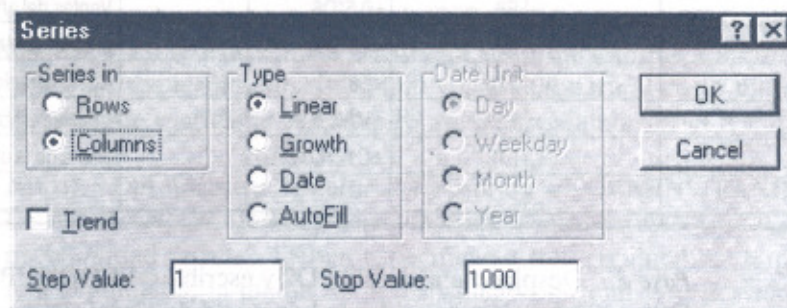 Series
? ×
Series in
Rows
Columns
Trend
Type
Linear
Growth
Date
AutoFill
Date Unit
Day
Weekday
Month
Year
OK
Cancel
Step Value: 1
Stop Value: 1000